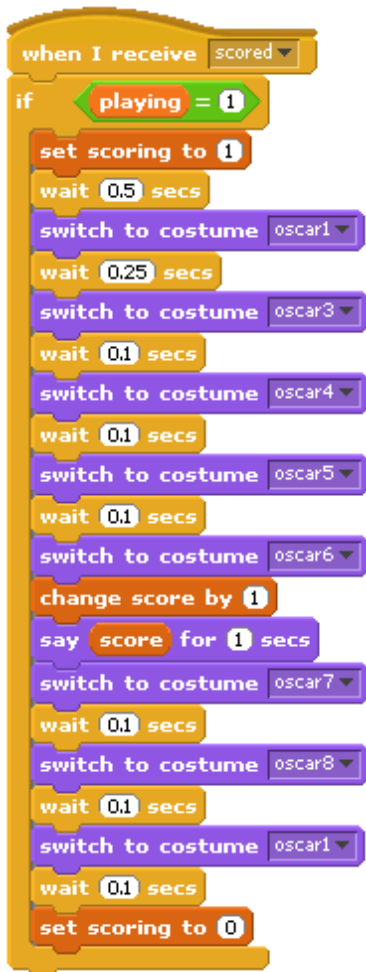 when I receive scored
if playing = 1
set scoring to 1
wait 0.5 secs
switch to costume oscar1
wait 0.25 secs
switch to costume oscar3
wait 0.1 secs
switch to costume oscar4
wait 0.1 secs
switch to costume oscar5
wait 0.1 secs
switch to costume oscar6
change score by 1
say score for 1 secs
switch to costume oscar7
wait 0.1 secs
switch to costume oscar8
wait 0.1 secs
switch to costume oscar1
wait 0.1 secs
set scoring to 0